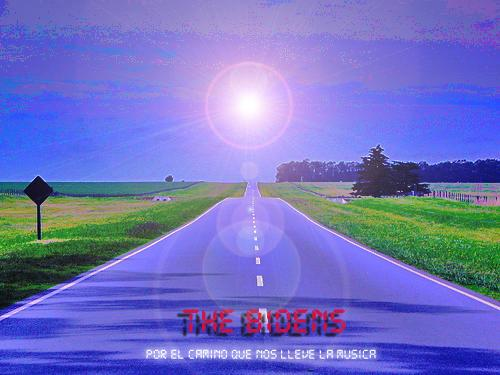 THE BIDENS
POR EL CAMINO QUE NOS LLEVE LA MUSICA